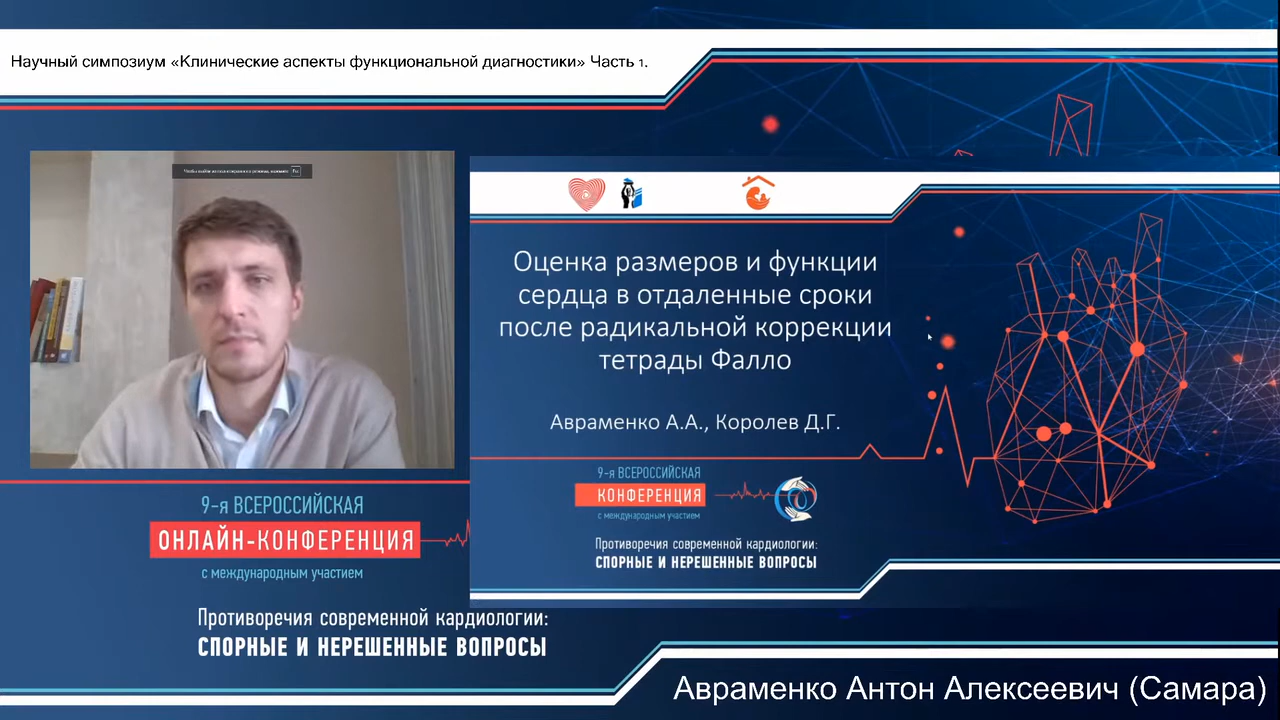 Научный симпозиум «Клинические аспекты функциональной диагностики» Часть 1.
Оценка размеров и функции
сердца в отдаленные сроки
после радикальной коррекции
тетрады Фалло
Авраменко А.А., Королев Д.Г.
9-я ВСЕРОССИЙСКАЯ
КОНФЕРЕНЦИЯ
с международным участием
Противоречия современной кардиологии:
СПОРНЫЕ И НЕРЕШЕННЫЕ ВОПРОСЫ
9-я ВСЕРОССИЙСКАЯ
ОНЛАЙН-КОНФЕРЕНЦИЯ
с международным участием
Противоречия современной кардиологии:
СПОРНЫЕ И НЕРЕШЕННЫЕ ВОПРОСЫ
Авраменко Антон Алексеевич (Самара)